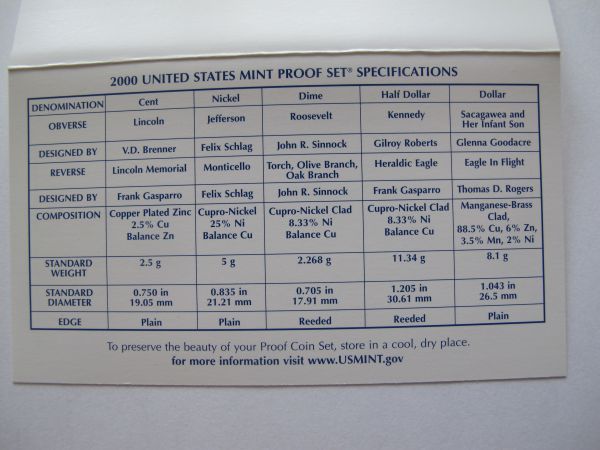 2000 UNITED STATES MINT PROOF SET® SPECIFICATIONS
DENOMINATION Cent Nickel Dime Half Dollar Dollar
OBVERSE Lincoln Jefferson Roosevelt Kennedy Sacagawea and
Her Infant Son
DESIGNED BY V.D. Brenner Felix Schlag John R. Sinnock Gilroy Roberts Glenna Goodacre
REVERSE Lincoln Memorial Monticello Torch, Olive Branch, Heraldic Eagle Eagle In Flight
Oak Branch
DESIGNED BY Frank Gasparro Felix Schlag John R. Sinnock Frank Gasparro Thomas D. Rogers
COMPOSITION Copper Plated Zinc Cupro-Nickel Cupro-Nickel Clad Cupro-Nickel Clad Manganese-Brass
2.5% Cu 25% Ni 8.33% Ni 8.33% Ni Clad,
Balance Zn Balance Cu Balance Cu Balance Cu 88.5% Cu, 6% Zn,
3.5% Mn, 2% Ni
STANDARD 2.5 g 5 g 2.268 g 11.34 g 8.1 g
WEIGHT
STANDARD 0.750 in 0.835 in 0.705 in 1.205 in 1.043 in
DIAMETER 19.05 mm 21.21 mm 17.91 mm 30.61 mm 26.5 mm
EDGE Plain Plain Reeded Reeded Plain
To preserve the beauty of your Proof Coin Set, store in a cool, dry place.
for more information visit www.USMINT.gov